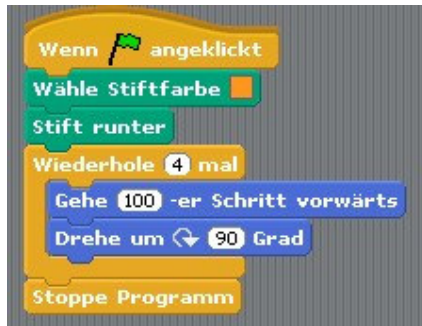 Wenn angeklickt
Wähle Stiftfarbe
Stift runter
Wiederhole 4 mal
Gehe 100 -er Schritt vorwärts
Drehe um 90 Grad
Stoppe Programm